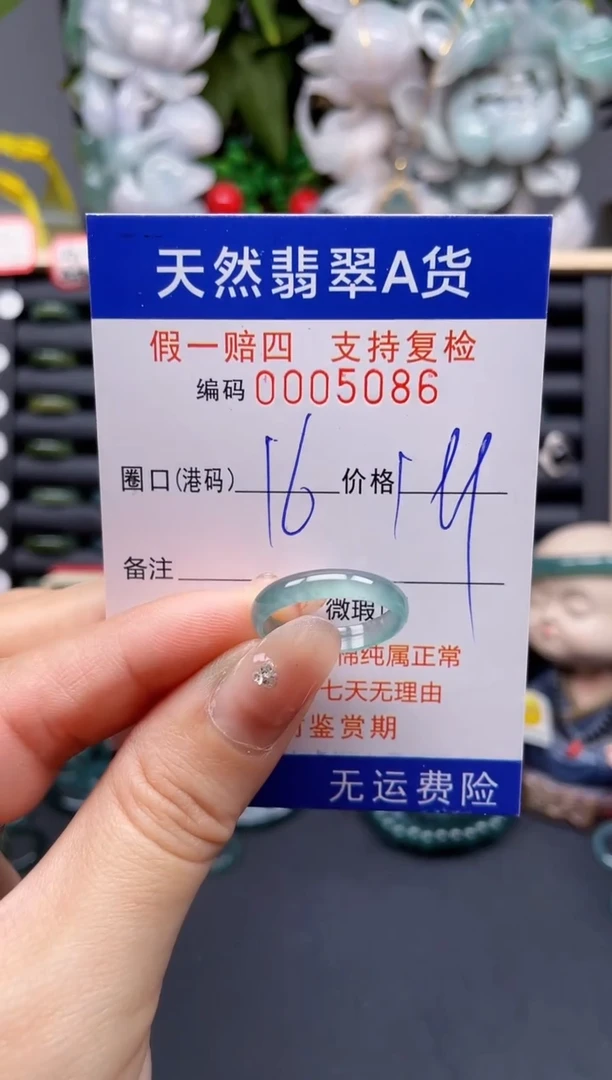 天然翡翠A货
假一赔四 支持复检
编码 0005086
圈口(港码) 16 价格
备注
微瑕
棉纯属正常
七天无理由
鉴赏期
无运费险